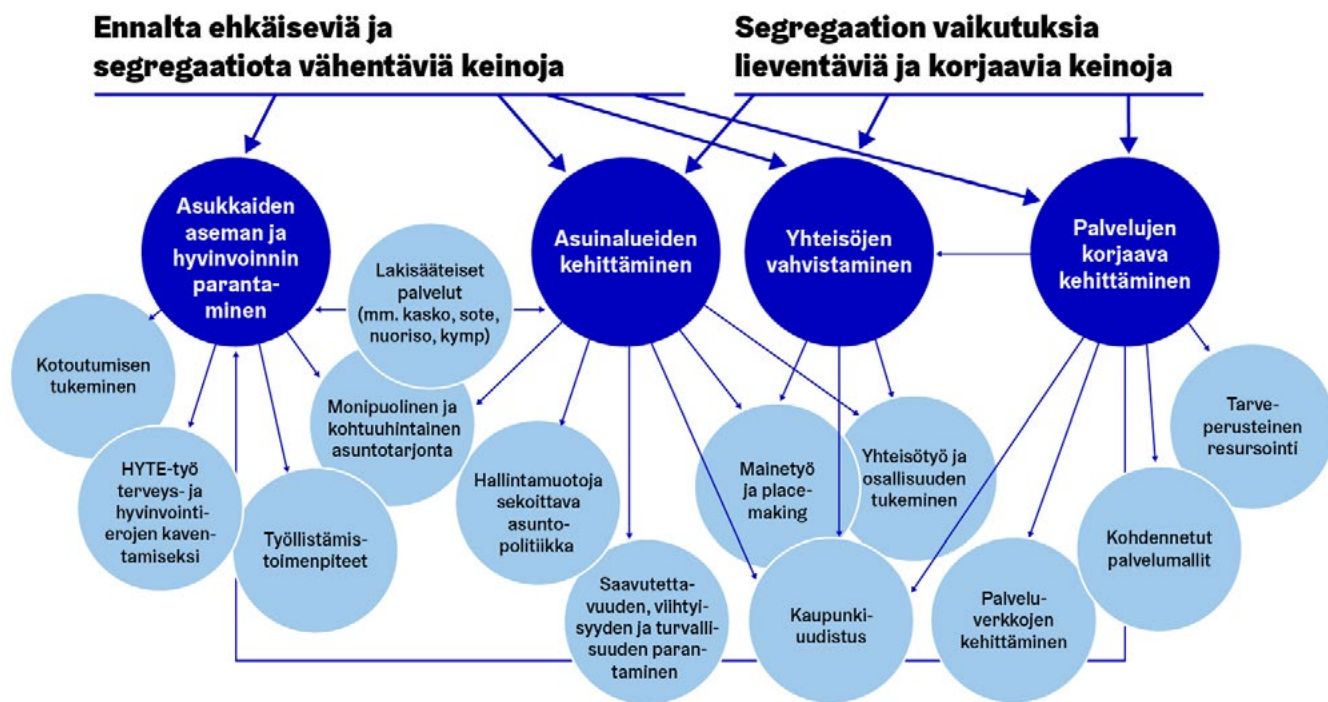 Ennalta ehkäiseviä ja
segregaatiota vähentäviä keinoja
Segregaation vaikutuksia
lieventäviä ja korjaavia keinoja
Asukkaiden
aseman ja
hyvinvoinnin
paranta-
minen
Asuinalueiden
kehittäminen
Yhteisöjen
vahvistaminen
Palvelujen
korjaava
kehittäminen
Lakisääteiset
palvelut
(mm. kasko, sote,
nuoriso, kymp)
Kotoutumisen
tukeminen
HYTE-työ
terveys- ja
hyvinvointi-
erojen kaven-
tamiseksi
Työllistämis-
toimenpiteet
Monipuolinen ja
kohtuuhintainen
asuntotarjonta
Hallintamuotoja
sekoittava
asunto-
politiikka
Saavutetta-
vuuden, viihtyi-
syyden ja turvalli-
suuden paran-
taminen
Mainetyö
ja place-
making
Yhteisötyö ja
osallisuuden
tukeminen
Kaupunki-
uudistus
Palvelu-
verkkojen
kehittäminen
Kohdennetut
palvelumallit
Tarve-
perusteinen
resursointi